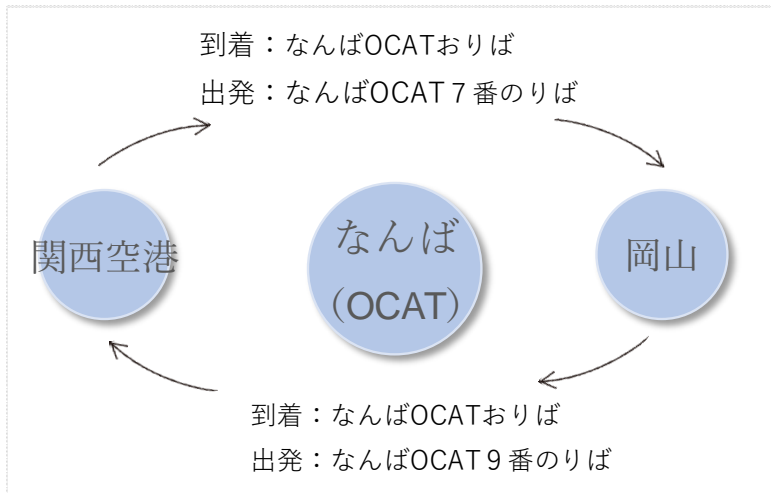 到着：なんばOCATおりば
出発：なんばOCAT７番のりば
関西空港
なんば
（OCAT）
岡山
到着：なんばOCATおりば
出発：なんばOCAT９番のりば